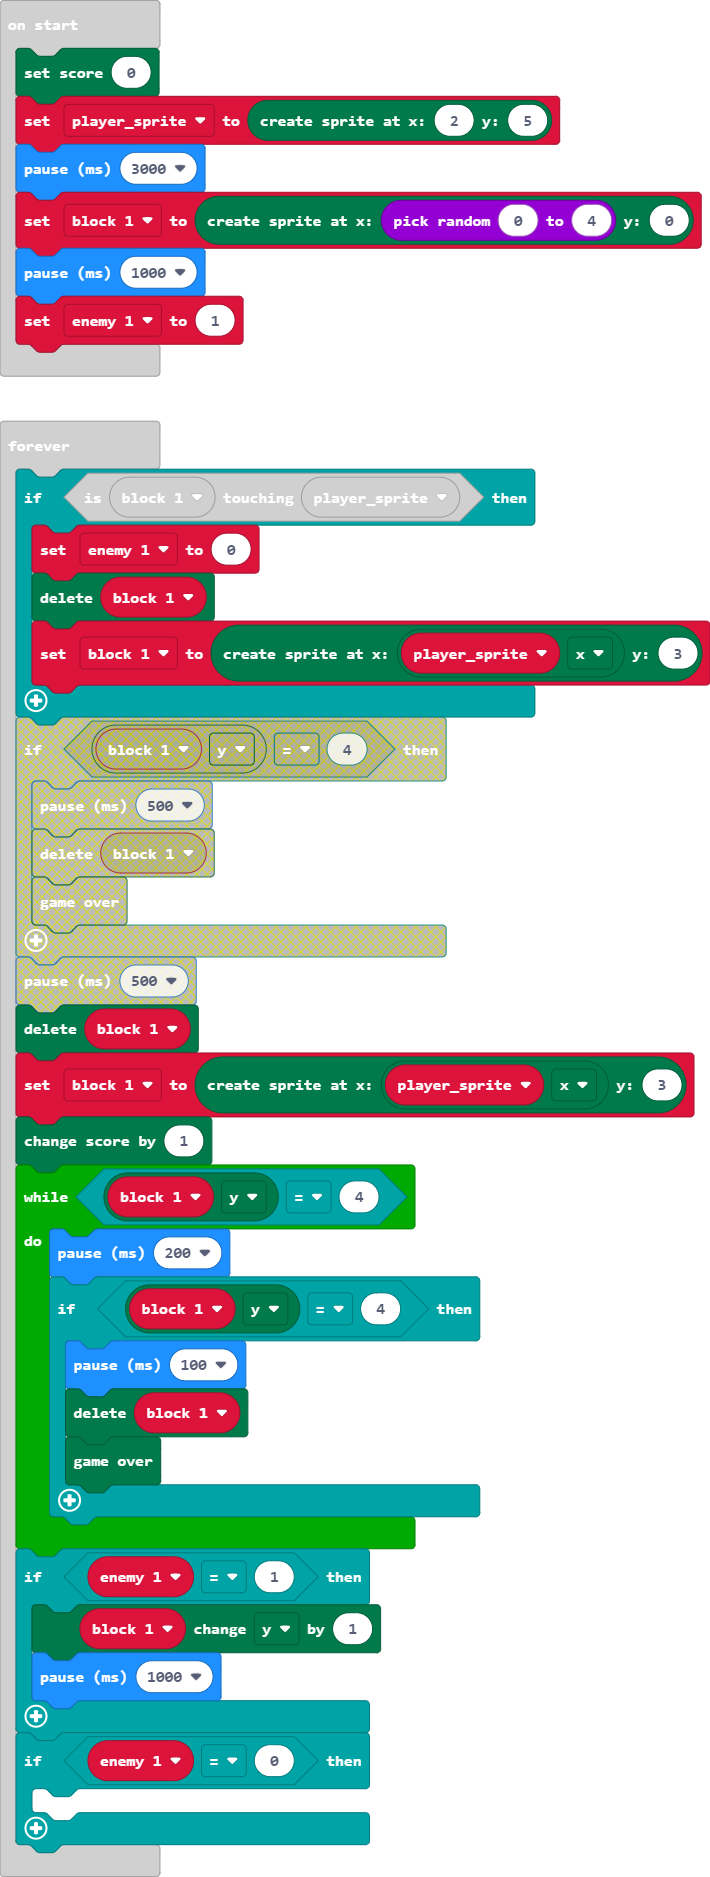 on start
set score 0
set player_sprite to create sprite at x: 2 y: 5
pause (ms) 3000
set block 1 to create sprite at x: pick random 0 to 4 y: 0
pause (ms) 1000
set enemy 1 to 1
forever
if is block 1 touching player_sprite then
set enemy 1 to 0
delete block 1
set block 1 to create sprite at x: player_sprite x y: 3
if block 1 y = 4 then
pause (ms) 500
delete block 1
game over
pause (ms) 500
delete block 1
set block 1 to create sprite at x: player_sprite x y: 3
change score by 1
while block 1 y = 4
do
pause (ms) 200
if block 1 y = 4 then
pause (ms) 100
delete block 1
game over
if enemy 1 = 1 then
block 1 change y by 1
pause (ms) 1000
if enemy 1 = 0 then